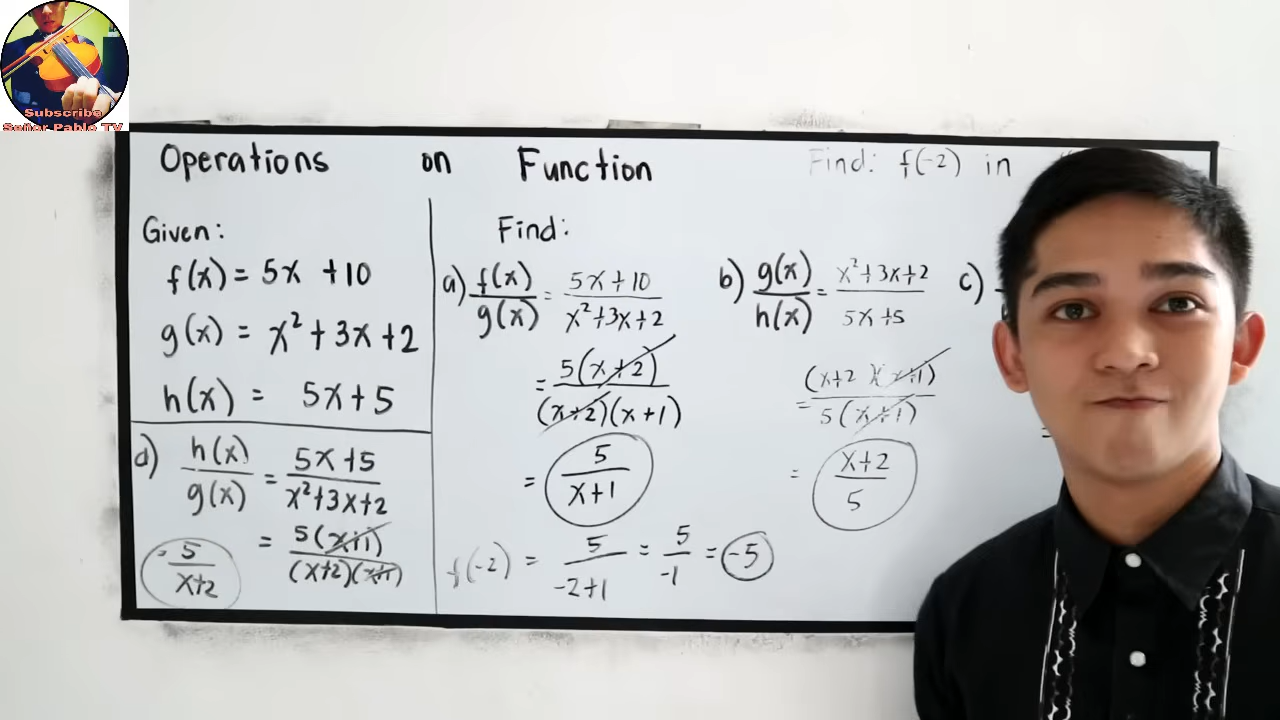 Subscribe
Señor Pablo TV
Operations on Function
Find: f(-2) in
Given:
f(x) = 5x + 10
g(x) = x² + 3x + 2
h(x) = 5x + 5
d) h(x)/g(x) = 5x + 5/x² + 3x + 2
= 5(x+1)/(x+2)(x+1)
= 5/x+2
Find:
a) f(x)/g(x) = 5x + 10/x² + 3x + 2
= 5(x+2)/(x+2)(x+1)
= 5/x+1
f(-2) = 5/-2+1 = 5/-1 = -5
b) g(x)/h(x) = x² + 3x + 2/5x + 5
= (x+2)(x+1)/5(x+1)
= x+2/5
c)